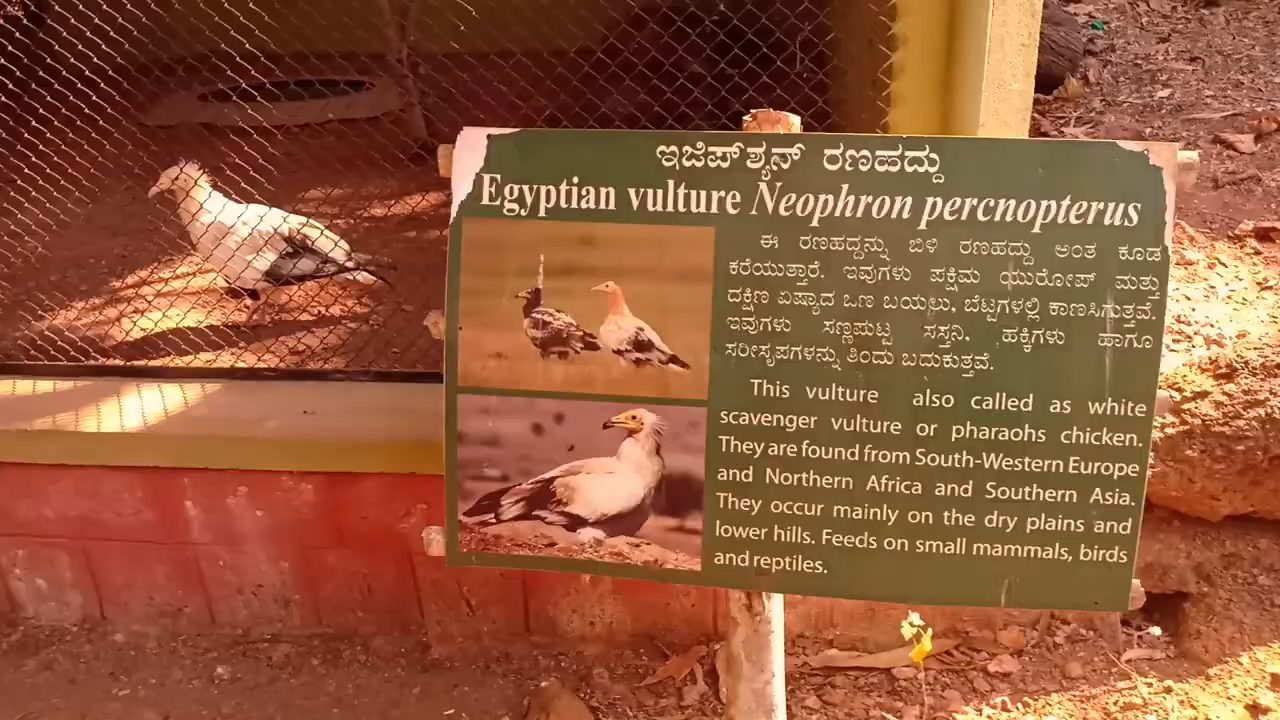 ಇಜಿಪ್‌ಶ್ಯನ್ ರಣಹದ್ದು
Egyptian vulture Neophron percnopterus
ಈ ರಣಹದ್ದನ್ನು ಬಿಳಿ ರಣಹದ್ದು ಅಂತ ಕೂಡ
ಕರೆಯುತ್ತಾರೆ. ಇವುಗಳು ಪಕ್ಷಿಮ ಯುರೋಪ್ ಮತ್ತು
ದಕ್ಷಿಣ ಏಷ್ಯಾದ ಒಣ ಬಯಲು, ಬೆಟ್ಟಗಳಲ್ಲಿ ಕಾಣಸಿಗುತ್ತವೆ.
ಇವುಗಳು ಸಣ್ಣಪುಟ್ಟ ಸಸ್ತನಿ, ಹಕ್ಕಿಗಳು ಹಾಗೂ
ಸರೀಸೃಪಗಳನ್ನು ತಿಂದು ಬದುಕುತ್ತವೆ.
This vulture also called as white
scavenger vulture or pharaohs chicken.
They are found from South-Western Europe
and Northern Africa and Southern Asia.
They occur mainly on the dry plains and
lower hills. Feeds on small mammals, birds
and reptiles.